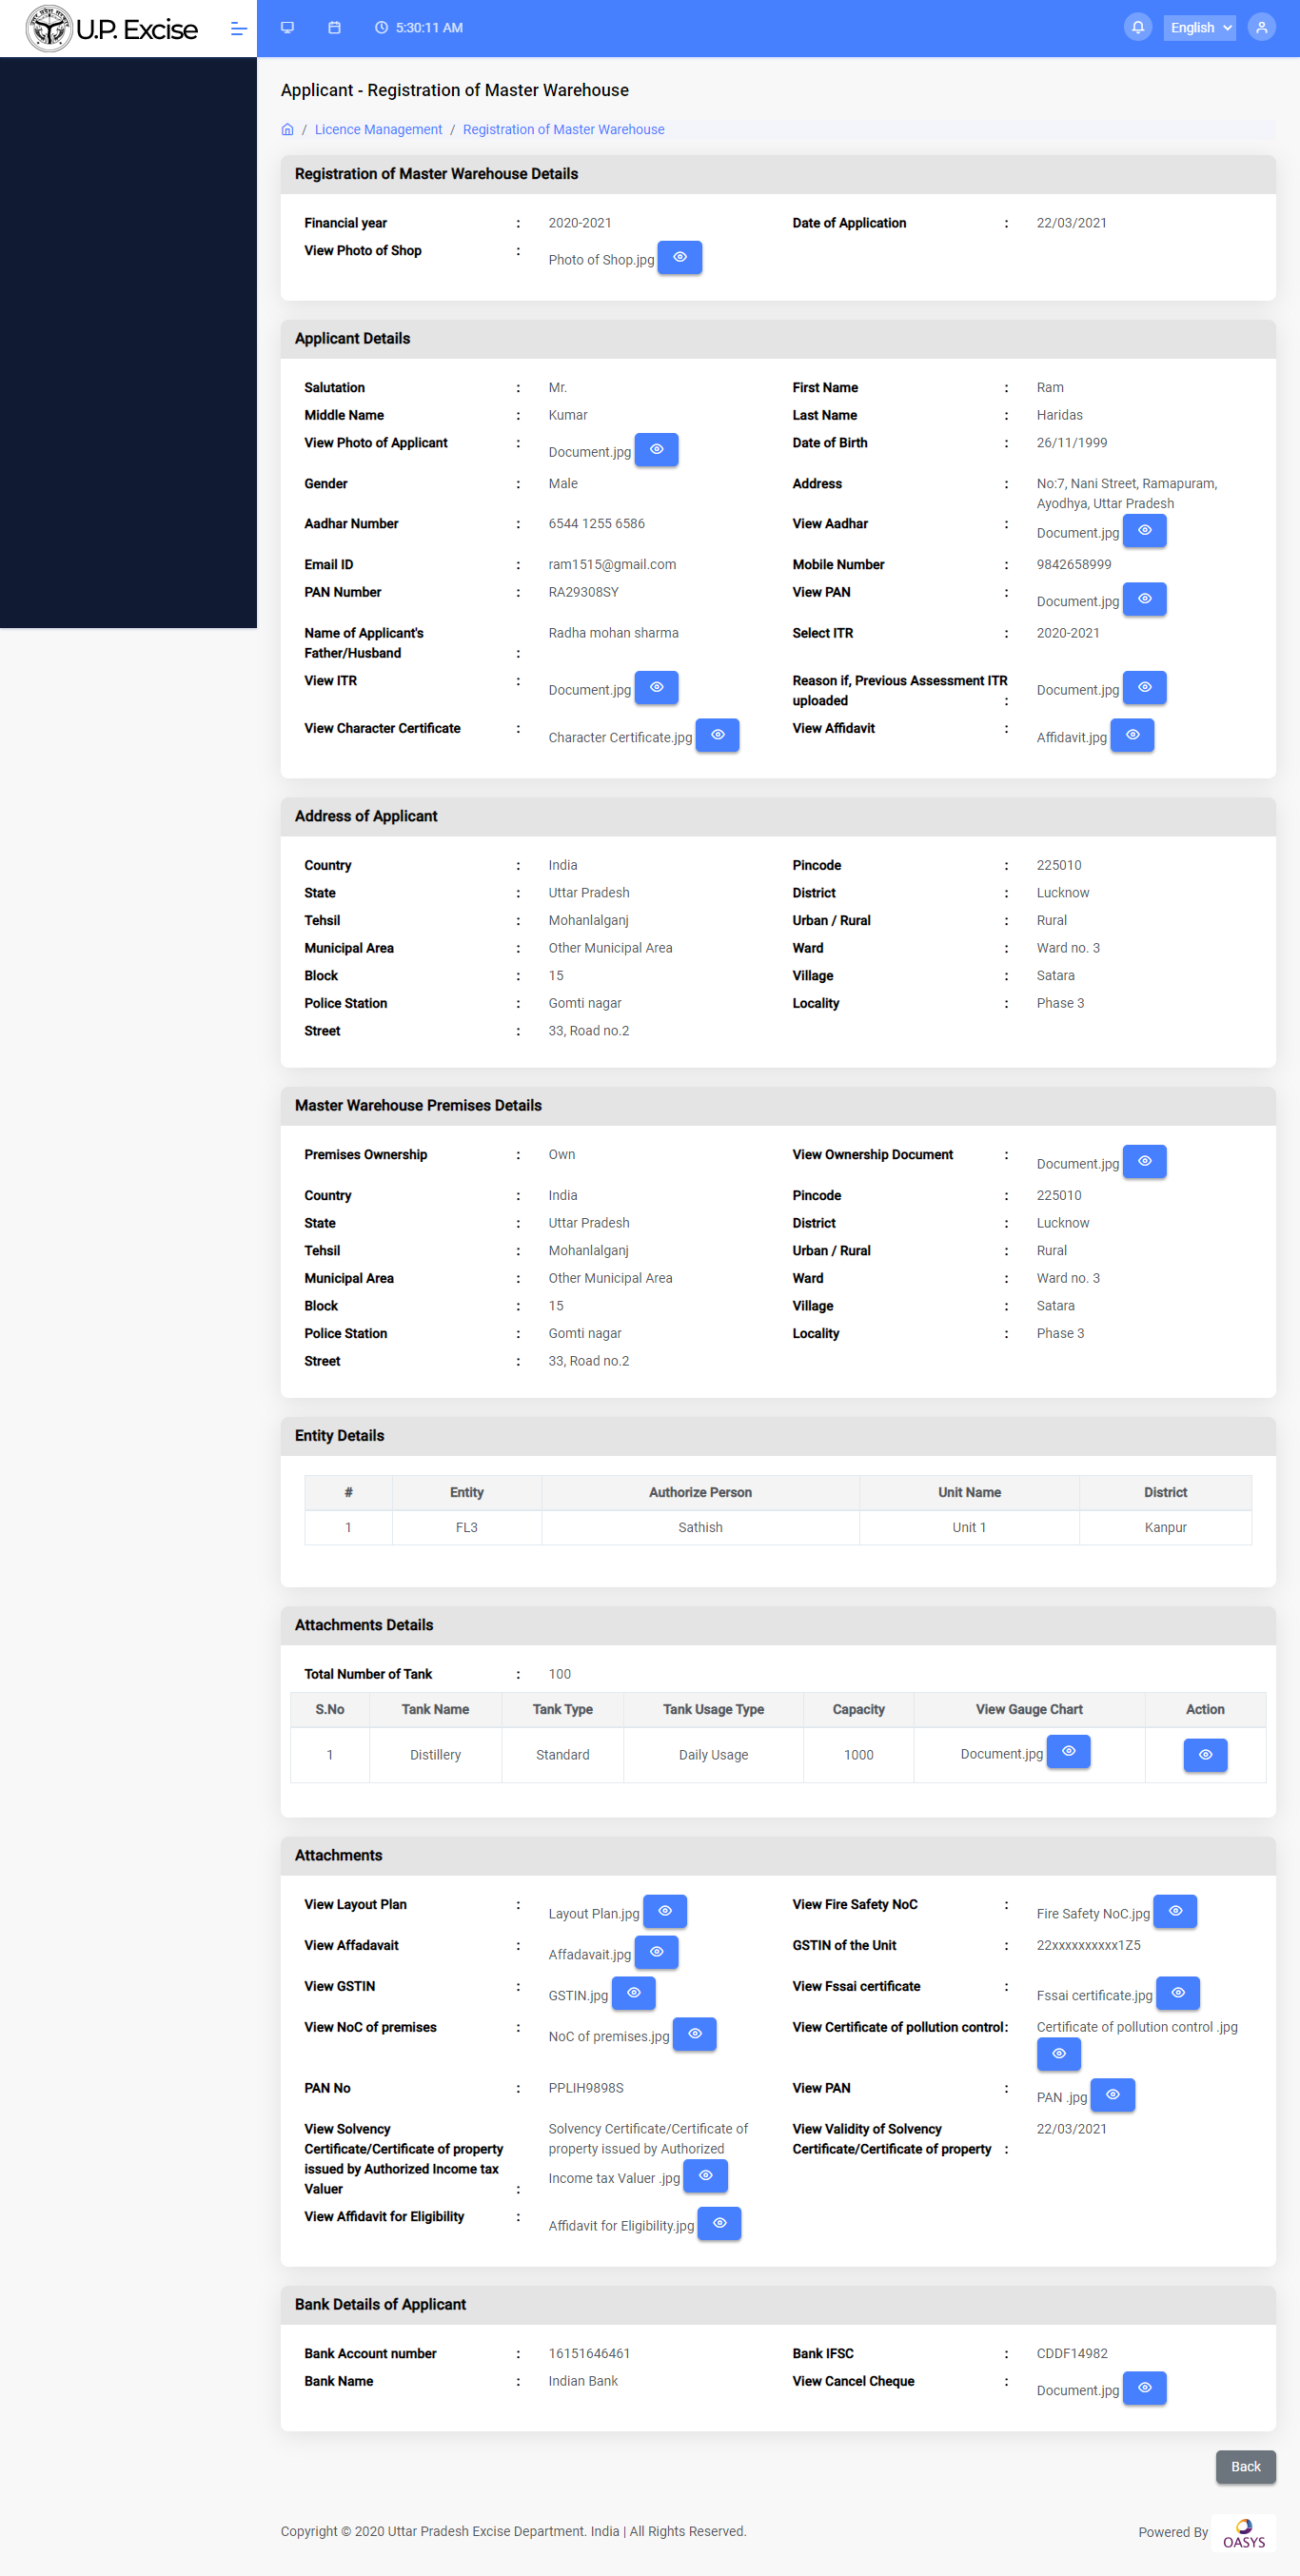 U.P. Excise
5:30:11 AM
English
Applicant - Registration of Master Warehouse
/ Licence Management / Registration of Master Warehouse
Registration of Master Warehouse Details
Financial year : 2020-2021 Date of Application : 22/03/2021
View Photo of Shop : Photo of Shop.jpg
Applicant Details
Salutation : Mr. First Name : Ram
Middle Name : Kumar Last Name : Haridas
View Photo of Applicant : Document.jpg Date of Birth : 26/11/1999
Gender : Male Address : No:7, Nani Street, Ramapuram,
Ayodhya, Uttar Pradesh
Aadhar Number : 6544 1255 6586 View Aadhar : Document.jpg
Email ID : ram1515@gmail.com Mobile Number : 9842658999
PAN Number : RA29308SY View PAN : Document.jpg
Name of Applicant's Radha mohan sharma Select ITR : 2020-2021
Father/Husband :
View ITR : Document.jpg Reason if, Previous Assessment ITR
uploaded : Document.jpg
View Character Certificate : Character Certificate.jpg View Affidavit : Affidavit.jpg
Address of Applicant
Country : India Pincode : 225010
State : Uttar Pradesh District : Lucknow
Tehsil : Mohanlalganj Urban / Rural : Rural
Municipal Area : Other Municipal Area Ward : Ward no. 3
Block : 15 Village : Satara
Police Station : Gomti nagar Locality : Phase 3
Street : 33, Road no.2
Master Warehouse Premises Details
Premises Ownership : Own View Ownership Document : Document.jpg
Country : India Pincode : 225010
State : Uttar Pradesh District : Lucknow
Tehsil : Mohanlalganj Urban / Rural : Rural
Municipal Area : Other Municipal Area Ward : Ward no. 3
Block : 15 Village : Satara
Police Station : Gomti nagar Locality : Phase 3
Street : 33, Road no.2
Entity Details
# Entity Authorize Person Unit Name District
1 FL3 Sathish Unit 1 Kanpur
Attachments Details
Total Number of Tank : 100
S.No Tank Name Tank Type Tank Usage Type Capacity View Gauge Chart Action
1 Distillery Standard Daily Usage 1000 Document.jpg
Attachments
View Layout Plan : Layout Plan.jpg View Fire Safety NoC : Fire Safety NoC.jpg
View Affadavait : Affadavait.jpg GSTIN of the Unit : 22xxxxxxxxxx1Z5
View GSTIN : GSTIN.jpg View Fssai certificate : Fssai certificate.jpg
View NoC of premises : NoC of premises.jpg View Certificate of pollution control : Certificate of pollution control .jpg
PAN No : PPLIH9898S View PAN : PAN .jpg
View Solvency Solvency Certificate/Certificate of View Validity of Solvency 22/03/2021
Certificate/Certificate of property property issued by Authorized Certificate/Certificate of property :
issued by Authorized Income tax Income tax Valuer .jpg
Valuer :
View Affidavit for Eligibility : Affidavit for Eligibility.jpg
Bank Details of Applicant
Bank Account number : 16151646461 Bank IFSC : CDDF14982
Bank Name : Indian Bank View Cancel Cheque : Document.jpg
Back
Copyright © 2020 Uttar Pradesh Excise Department. India | All Rights Reserved. Powered By OASYS